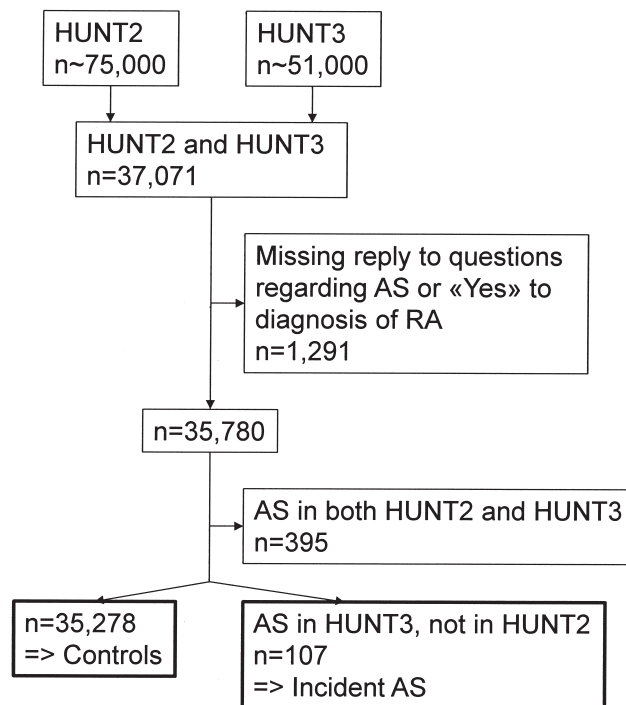 HUNT2
n~75,000
HUNT3
n~51,000
HUNT2 and HUNT3
n=37,071
Missing reply to questions
regarding AS or «Yes» to
diagnosis of RA
n=1,291
n=35,780
AS in both HUNT2 and HUNT3
n=395
n=35,278
=> Controls
AS in HUNT3, not in HUNT2
n=107
=> Incident AS